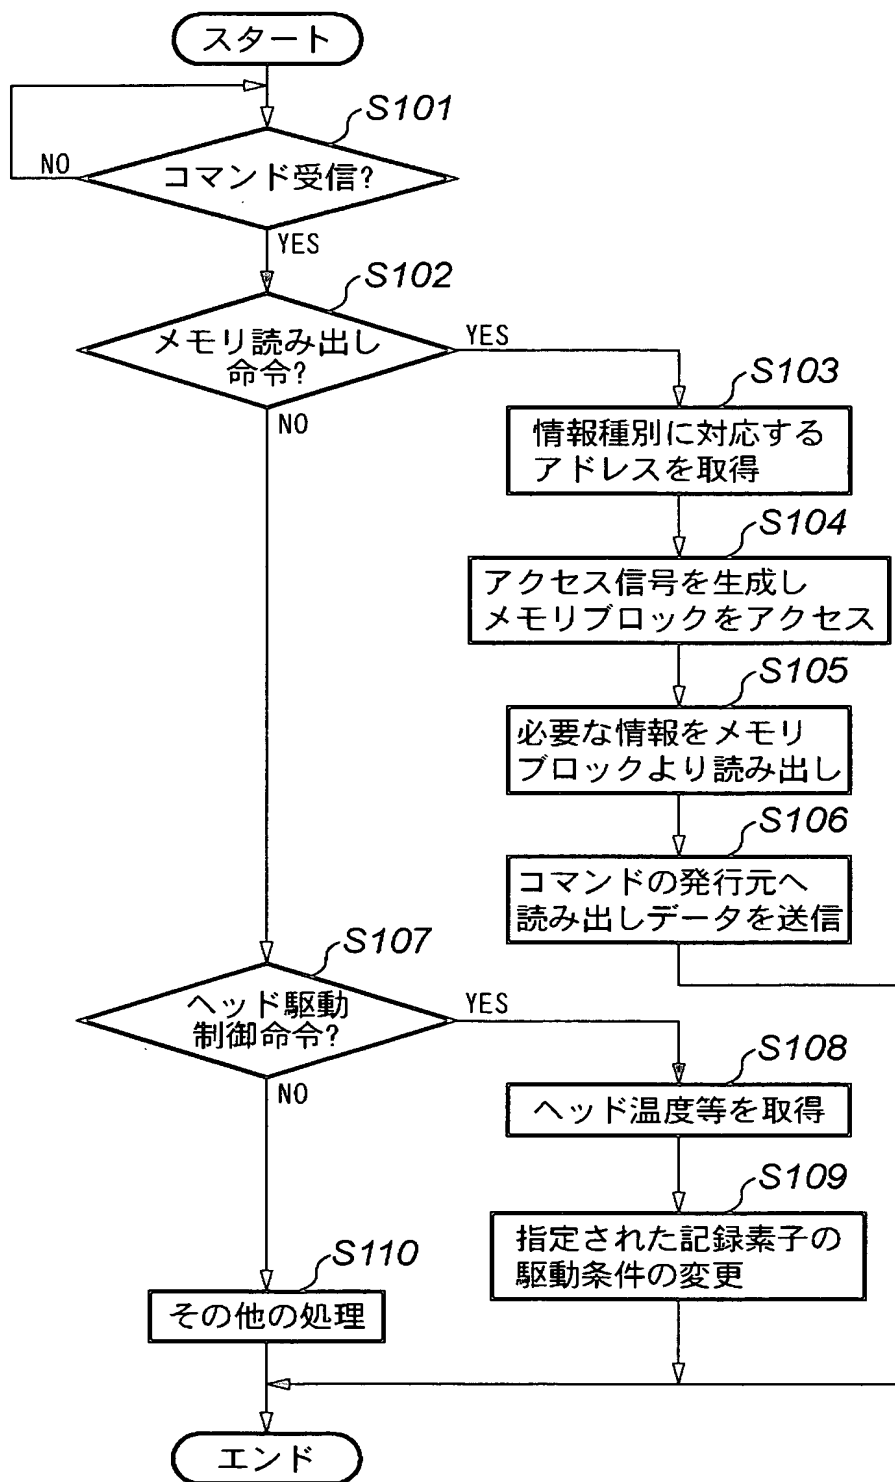 スタート
S101
NO
コマンド受信?
YES
S102
メモリ読み出し
命令?
YES
NO
S103
情報種別に対応する
アドレスを取得
S104
アクセス信号を生成し
メモリブロックをアクセス
S105
必要な情報をメモリ
ブロックより読み出し
S106
コマンドの発行元へ
読み出しデータを送信
S107
ヘッド駆動
制御命令?
YES
NO
S108
ヘッド温度等を取得
S109
指定された記録素子の
駆動条件の変更
S110
その他の処理
エンド